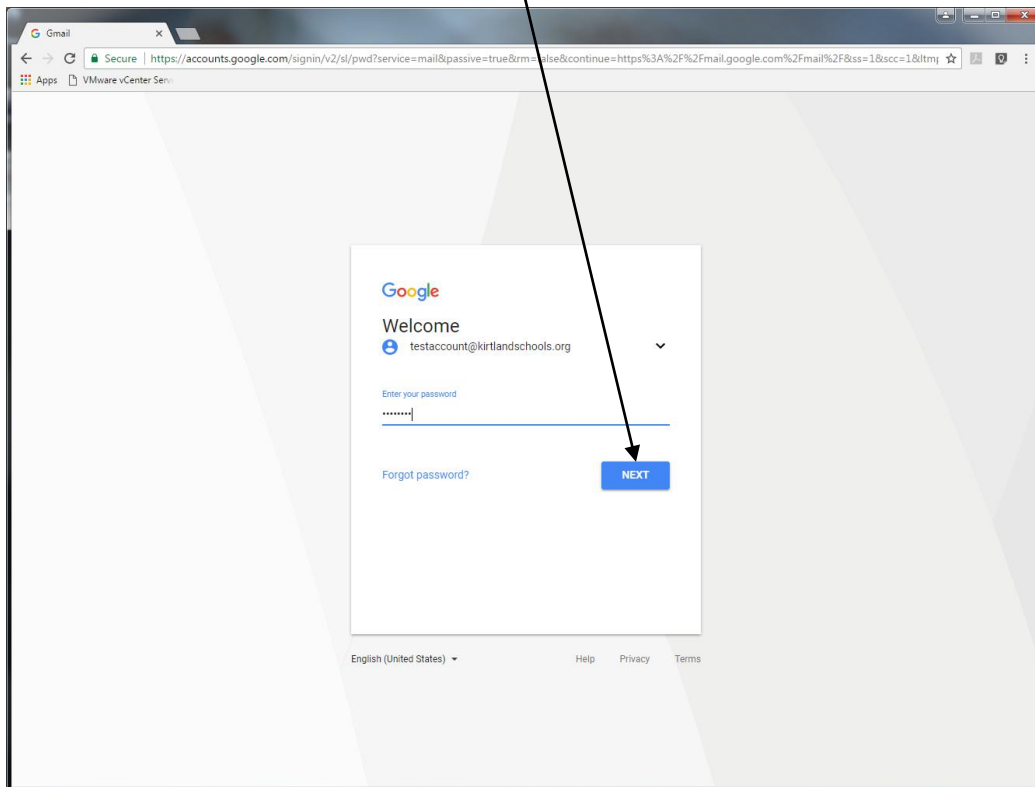 Gmail
Secure | https://accounts.google.com/signin/v2/sl/pwd?service=mail&passive=true&rm=false&continue=https%3A%2F%2Fmail.google.com%2Fmail%2F&ss=1&scc=1&ltm
Apps VMware vCenter Serv
Google
Welcome
testaccount@kirtlandschools.org
Enter your password
••••••••
Forgot password? NEXT
English (United States) Help Privacy Terms